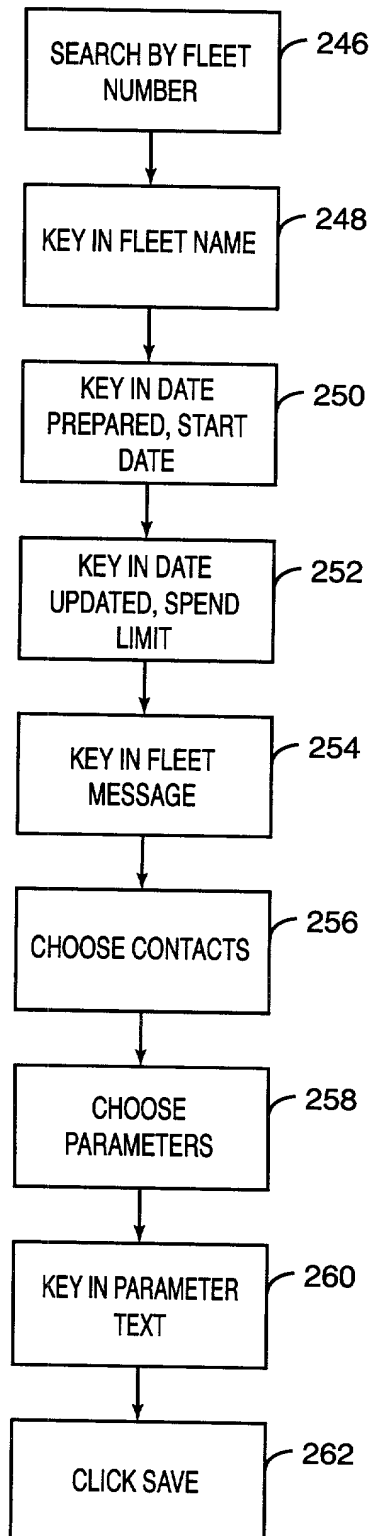 SEARCH BY FLEET
NUMBER
246
KEY IN FLEET NAME
248
KEY IN DATE
PREPARED, START
DATE
250
KEY IN DATE
UPDATED, SPEND
LIMIT
252
KEY IN FLEET
MESSAGE
254
CHOOSE CONTACTS
256
CHOOSE
PARAMETERS
258
KEY IN PARAMETER
TEXT
260
CLICK SAVE
262